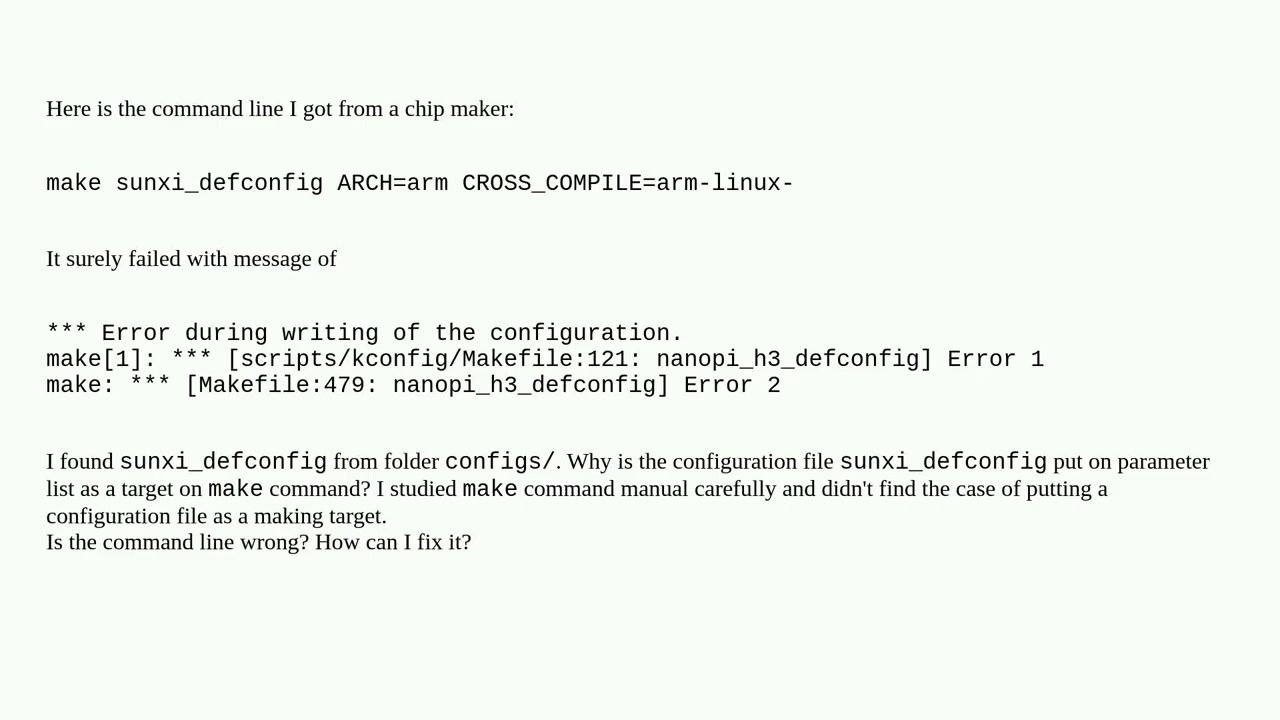 Here is the command line I got from a chip maker:
make sunxi_defconfig ARCH=arm CROSS_COMPILE=arm-linux-
It surely failed with message of
*** Error during writing of the configuration.
make[1]: *** [scripts/kconfig/Makefile:121: nanopi_h3_defconfig] Error 1
make: *** [Makefile:479: nanopi_h3_defconfig] Error 2
I found sunxi_defconfig from folder configs/. Why is the configuration file sunxi_defconfig put on parameter
list as a target on make command? I studied make command manual carefully and didn't find the case of putting a
configuration file as a making target.
Is the command line wrong? How can I fix it?